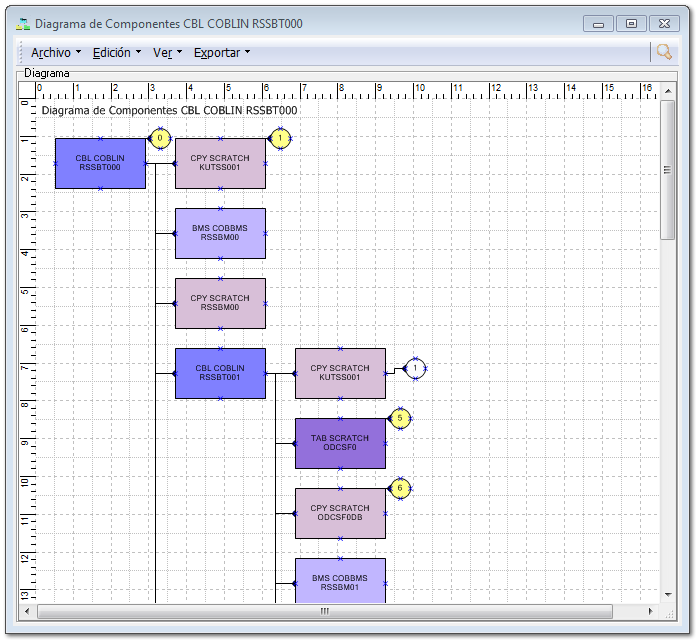 Diagrama de Componentes CBL COBLIN RSSBT000
Archivo Edición Ver Exportar
Diagrama
0 1 2 3 4 5 6 7 8 9 10 11 12 13 14 15 16
0
Diagrama de Componentes CBL COBLIN RSSBT000
1
0
1
CBL COBLIN
RSSBT000
CPY SCRATCH
KUTSS001
2
3
BMS COBBMS
RSSBM00
4
5
CPY SCRATCH
RSSBM00
6
7
CBL COBLIN
RSSBT001
CPY SCRATCH
KUTSS001
1
8
5
9
TAB SCRATCH
ODCSF0
10
6
11
CPY SCRATCH
ODCSF0DB
12
BMS COBBMS
RSSBM01
13